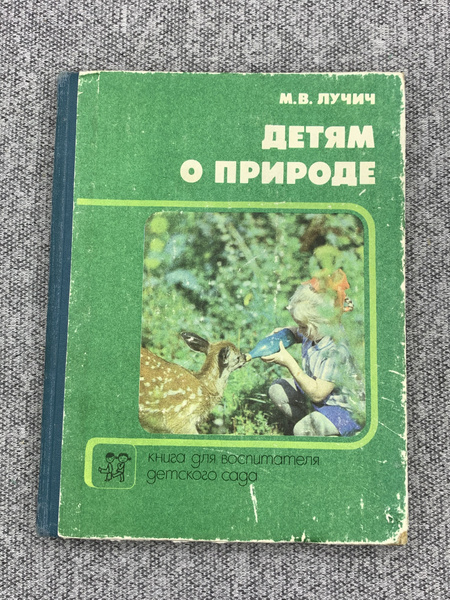 М.В. ЛУЧИЧ
ДЕТЯМ
О ПРИРОДЕ
книга для воспитателя
детского сада